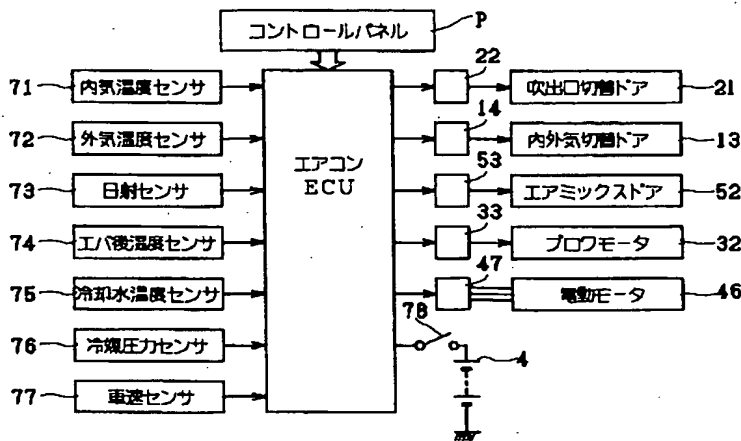 コントロールパネル
P
71
内気温度センサ
72
外気温度センサ
73
日射センサ
74
エバ後温度センサ
75
冷却水温度センサ
76
冷媒圧力センサ
77
車速センサ
エアコン
ECU
22
吹出口切替ドア
21
14
内外気切替ドア
13
53
エアミックスドア
52
33
ブロワモータ
32
47
電動モータ
46
78
4